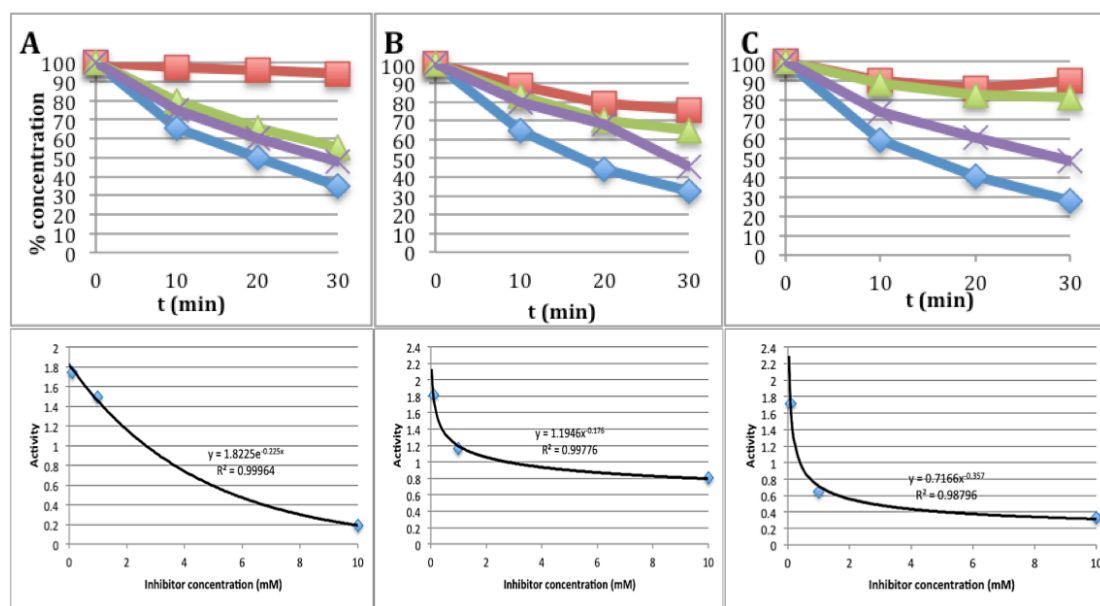 A
% concentration
100
90
80
70
60
50
40
30
20
10
0
0 10 20 30
t (min)
B
100
90
80
70
60
50
40
30
20
10
0
0 10 20 30
t (min)
C
100
90
80
70
60
50
40
30
20
10
0
0 10 20 30
t (min)
Activity
2
1.8
1.6
1.4
1.2
1
0.8
0.6
0.4
0.2
0
y = 1.8225e^-0.225x
R² = 0.99964
0 2 4 6 8 10
Inhibitor concentration (mM)
Activity
2.4
2.2
2
1.8
1.6
1.4
1.2
1
0.8
0.6
0.4
0.2
0
y = 1.1946x^-0.176
R² = 0.99776
0 2 4 6 8 10
Inhibitor concentration (mM)
Activity
2.4
2.2
2
1.8
1.6
1.4
1.2
1
0.8
0.6
0.4
0.2
0
y = 0.7166x^-0.357
R² = 0.98796
0 2 4 6 8 10
Inhibitor concentration (mM)